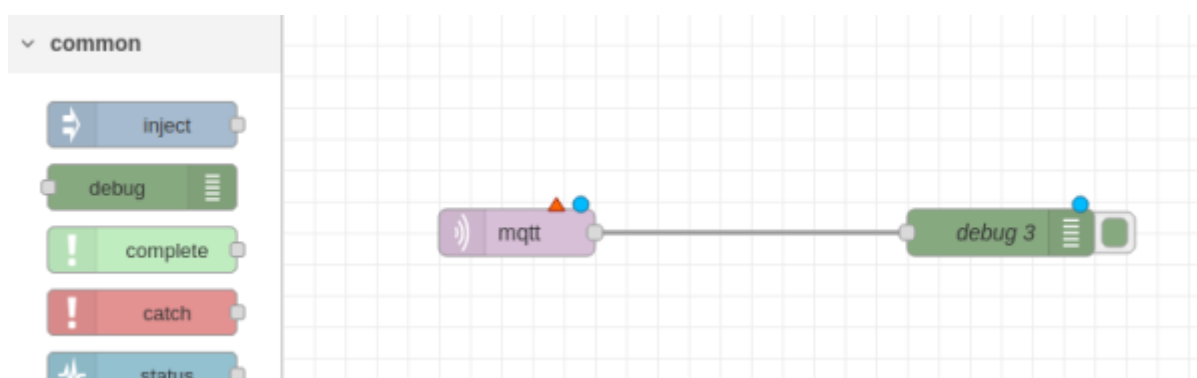 common
inject
debug
complete
catch
status
mqtt
debug 3